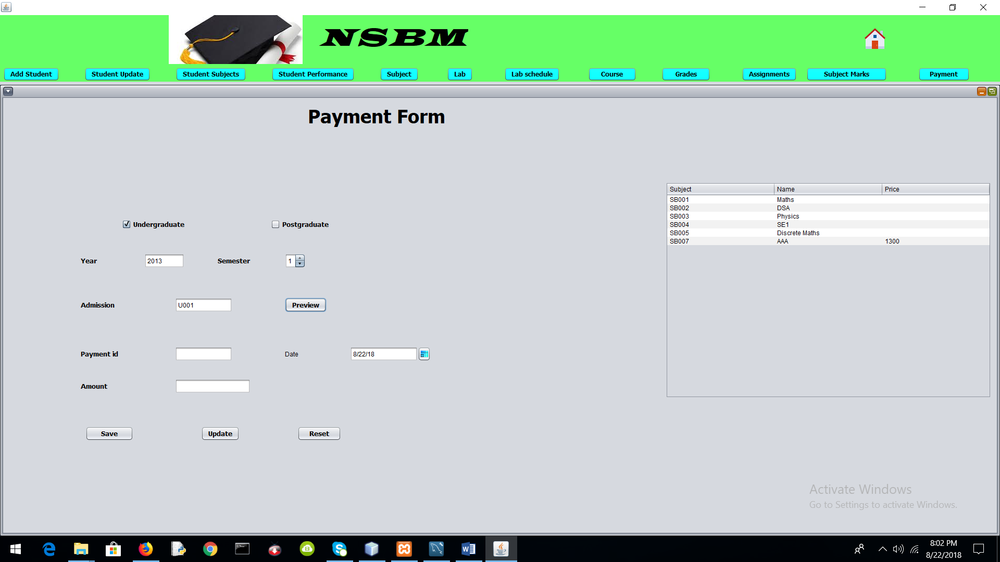 NSBM
Add Student Student Update Student Subjects Student Performance Subject Lab Lab schedule Course Grades Assignments Subject Marks Payment
Payment Form
Subject Name Price
SB001 Maths
SB002 DSA
SB003 Physics
SB004 SE1
SB005 Discrete Maths
SB007 AAA 1300
Undergraduate Postgraduate
Year 2013 Semester 1
Admission U001 Preview
Payment id Date 8/22/18
Amount
Save Update Reset
Activate Windows
Go to Settings to activate Windows.
8:02 PM
8/22/2018